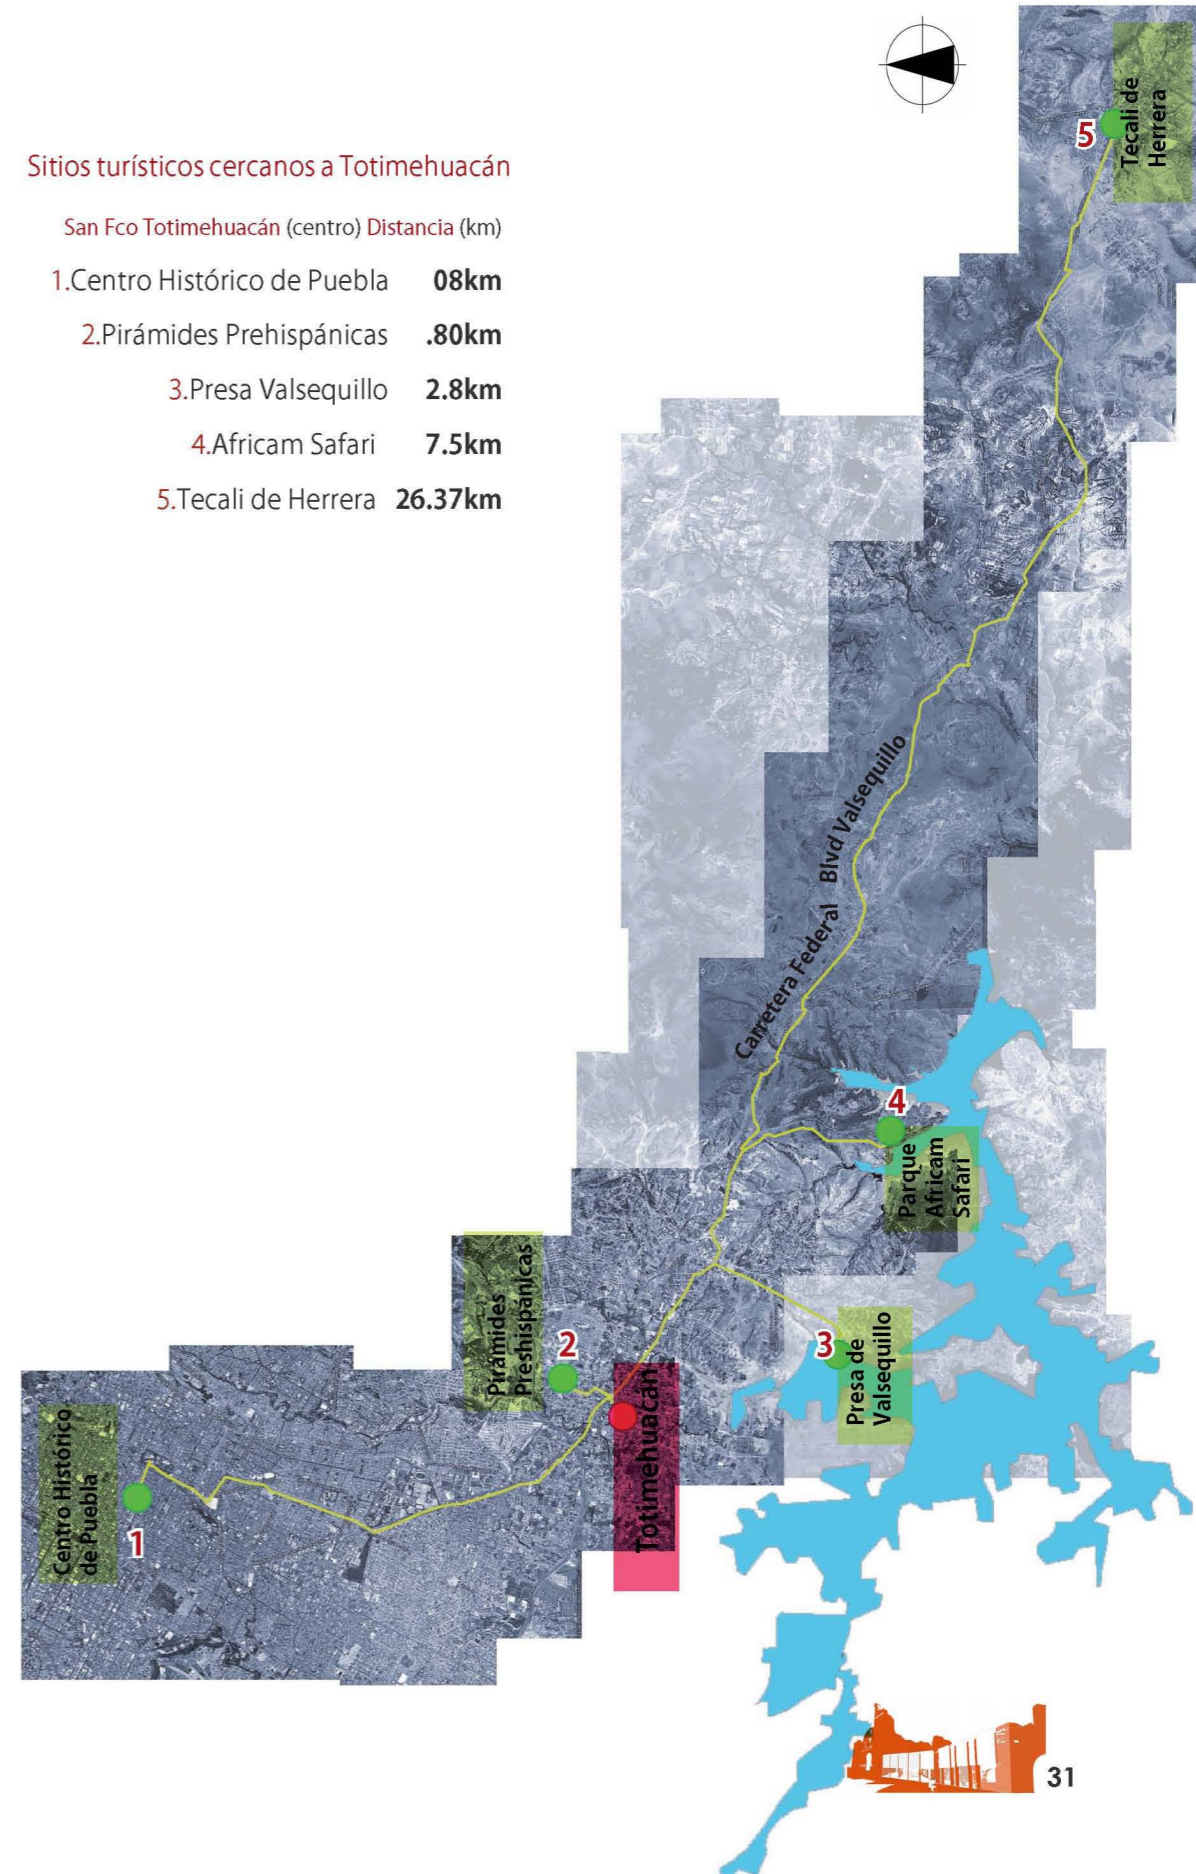 Sitios turísticos cercanos a Totimehuacán
San Fco Totimehuacán (centro) Distancia (km)
1.Centro Histórico de Puebla 08km
2.Pirámides Prehispánicas .80km
3.Presa Valsequillo 2.8km
4.Africam Safari 7.5km
5.Tecali de Herrera 26.37km
5
Tecali de
Herrera
Carretera Federal Blvd Valsequillo
4
Parque
Africam
Safari
Pirámides
Preshispánicas
2
3
Presa de
Valsequillo
Totimehuacán
Centro Histórico
de Puebla
1
31